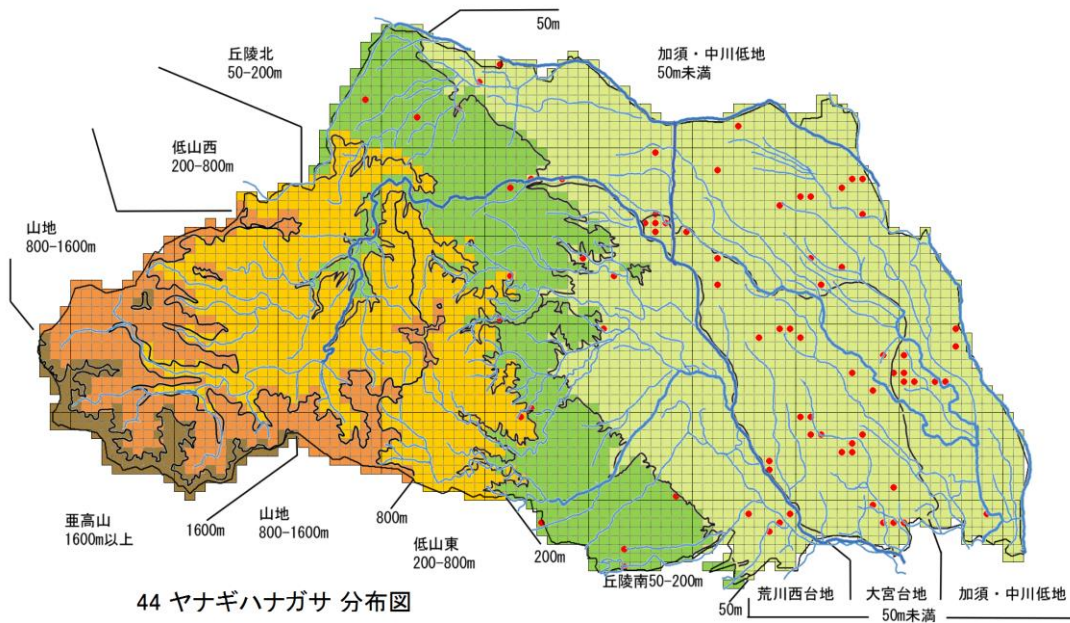 50m
丘陵北
50-200m
加須・中川低地
50m未満
低山西
200-800m
山地
800-1600m
亜高山
1600m以上
1600m
山地
800-1600m
800m
低山東
200-800m
200m
丘陵南50-200m
50m
荒川西台地
大宮台地
加須・中川低地
50m未満
44 ヤナギハナガサ 分布図